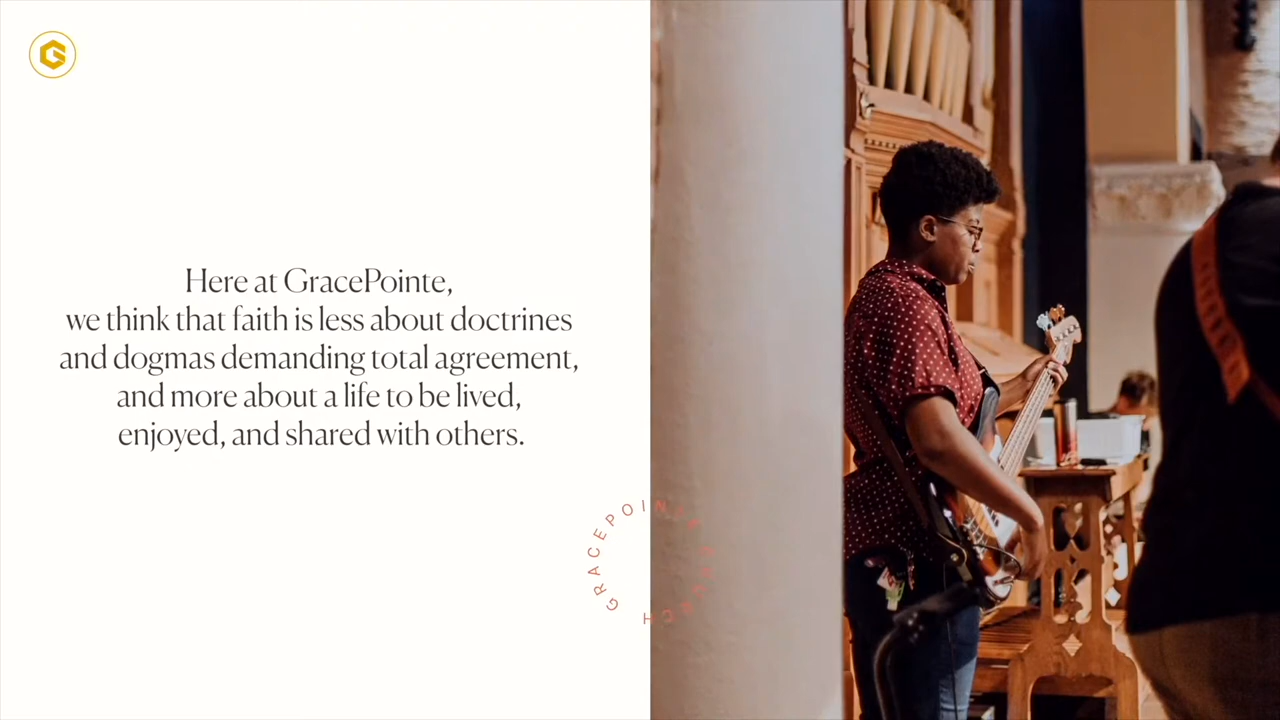 Here at GracePointe,
we think that faith is less about doctrines
and dogmas demanding total agreement,
and more about a life to be lived,
enjoyed, and shared with others.
GRACEPOINTE